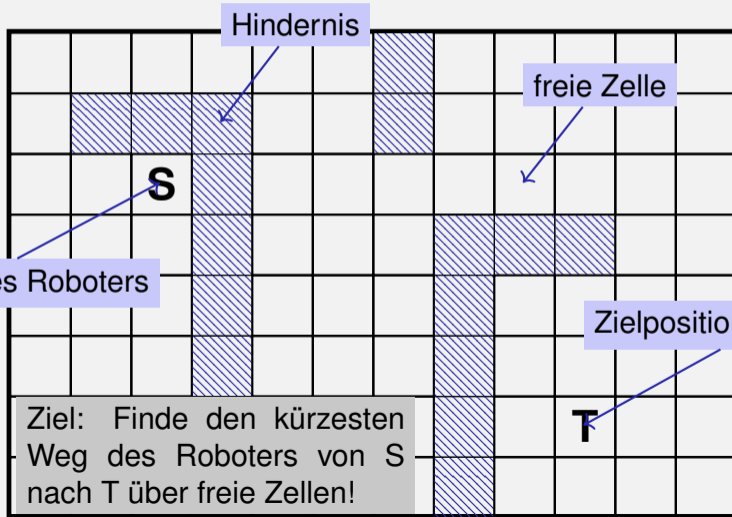 Hindernis
freie Zelle
S
es Roboters
Zielpositio
T
Ziel: Finde den kürzesten
Weg des Roboters von S
nach T über freie Zellen!